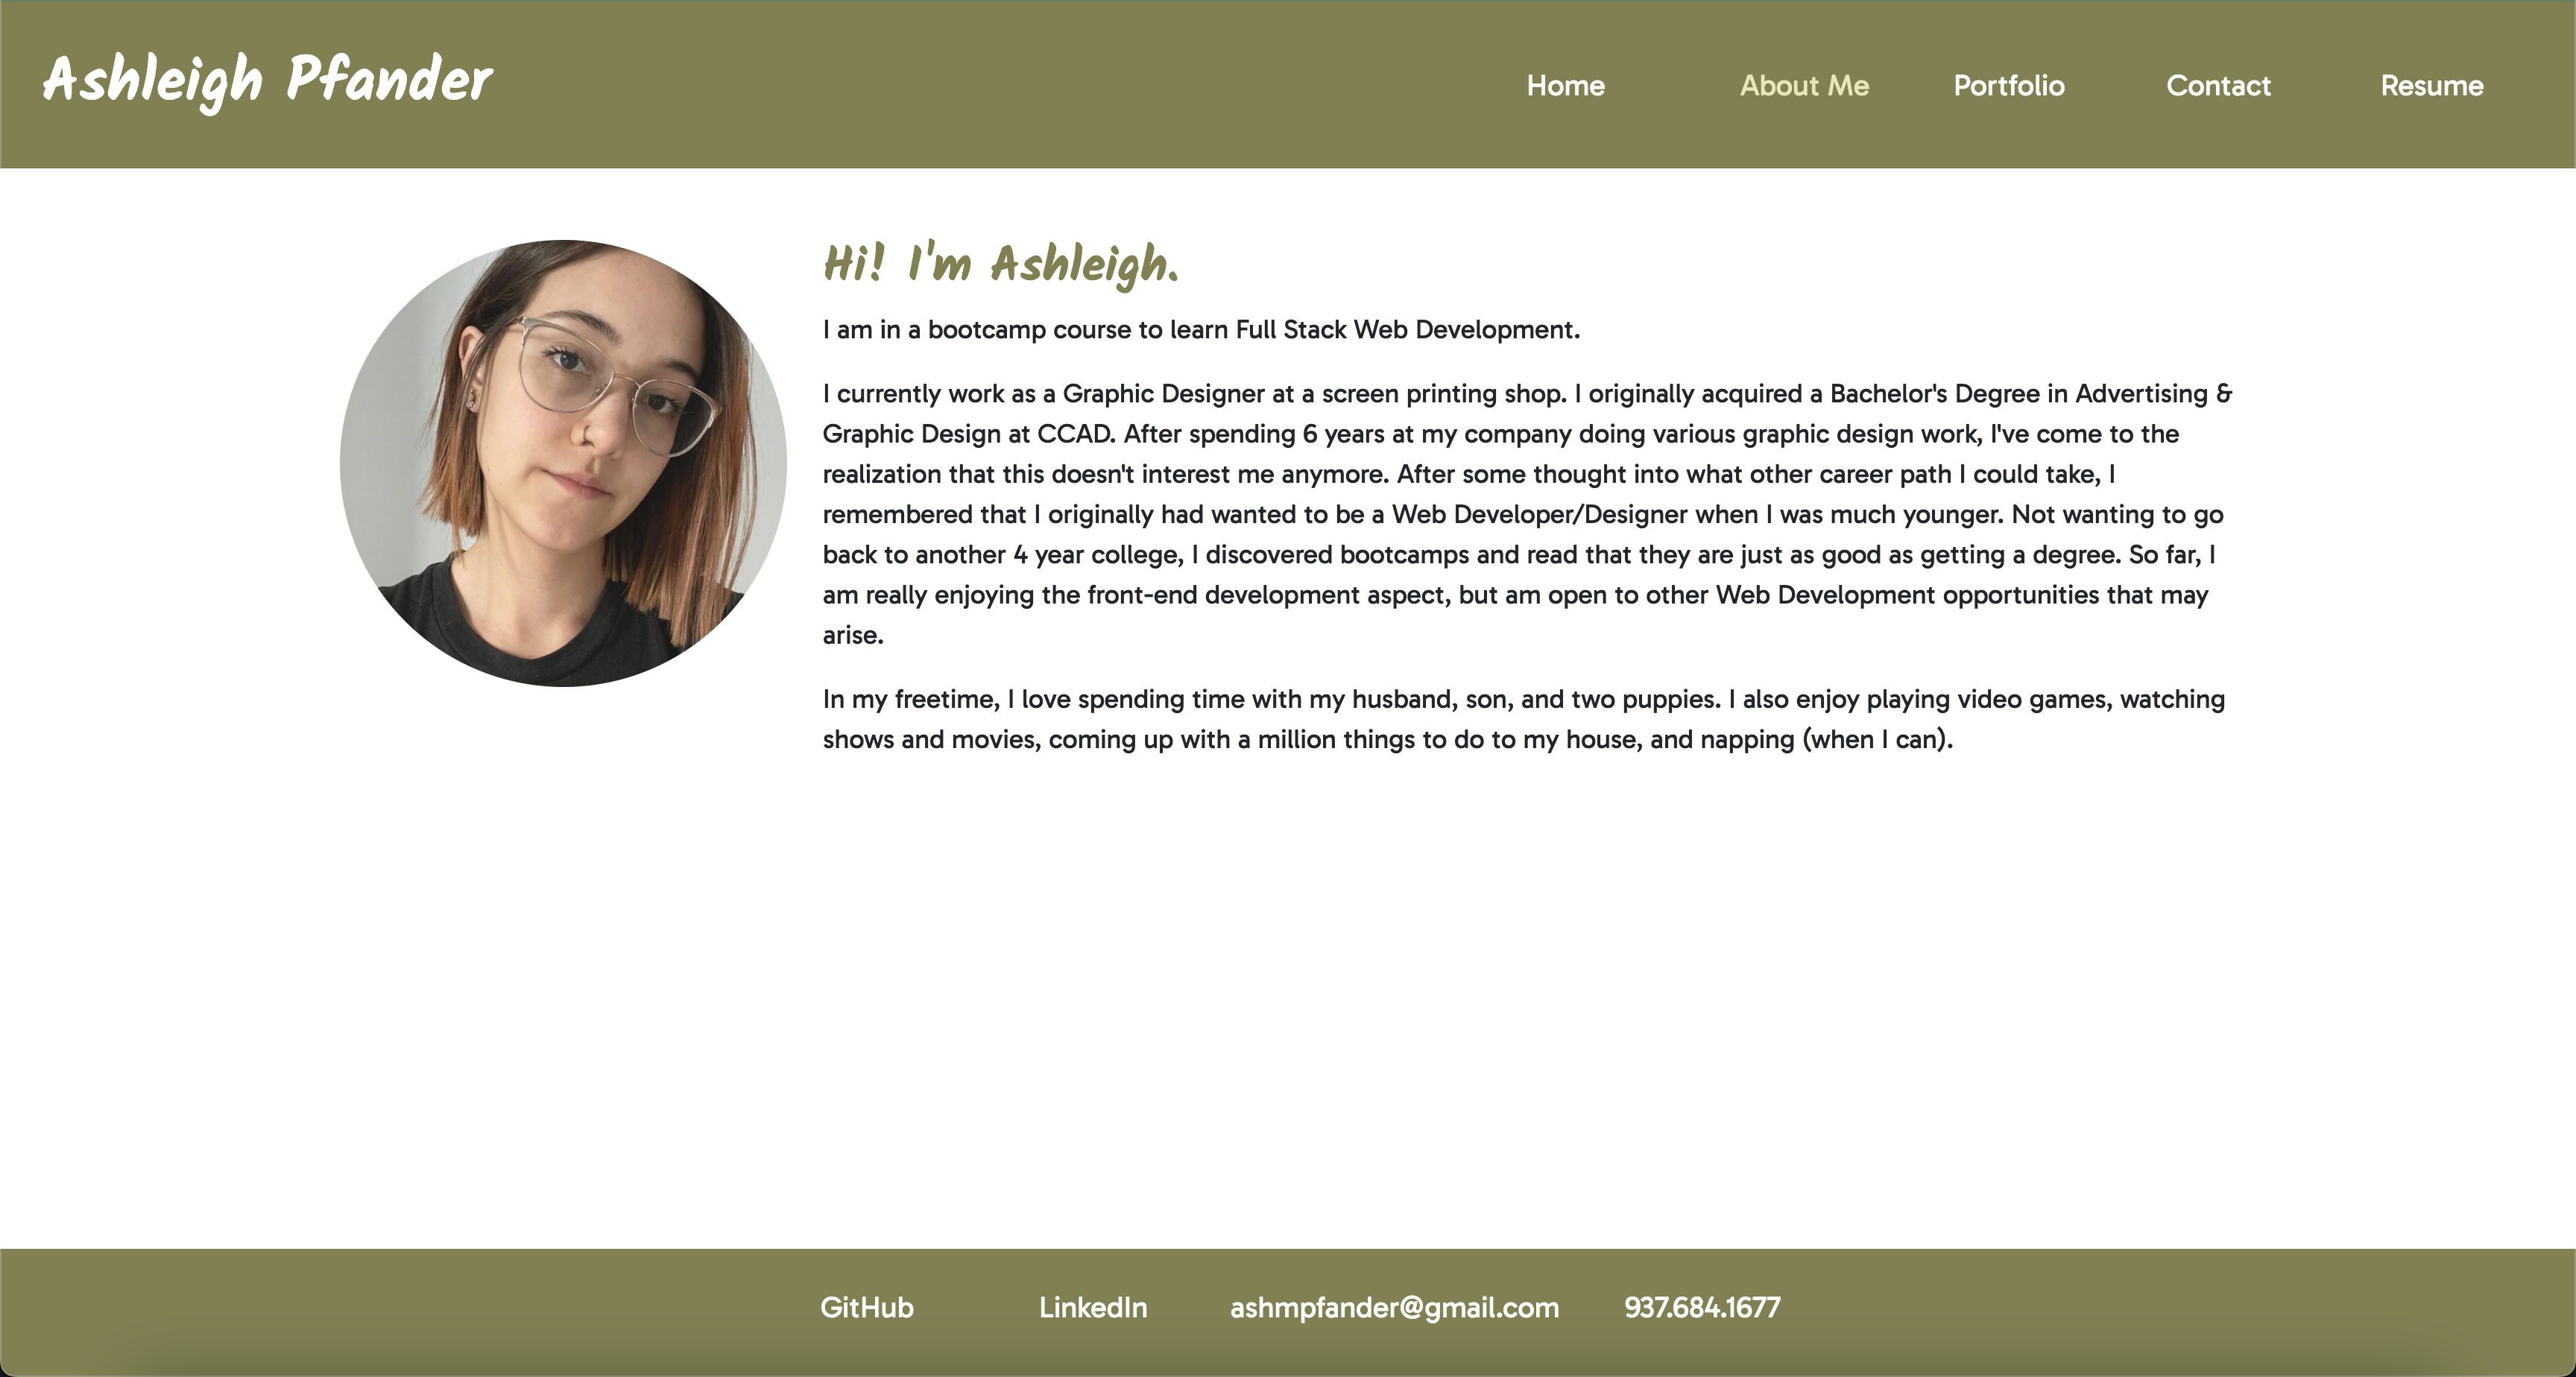 Ashleigh Pfander
Home About Me Portfolio Contact Resume
Hi! I'm Ashleigh.
I am in a bootcamp course to learn Full Stack Web Development.
I currently work as a Graphic Designer at a screen printing shop. I originally acquired a Bachelor's Degree in Advertising &
Graphic Design at CCAD. After spending 6 years at my company doing various graphic design work, I've come to the
realization that this doesn't interest me anymore. After some thought into what other career path I could take, I
remembered that I originally had wanted to be a Web Developer/Designer when I was much younger. Not wanting to go
back to another 4 year college, I discovered bootcamps and read that they are just as good as getting a degree. So far, I
am really enjoying the front-end development aspect, but am open to other Web Development opportunities that may
arise.
In my freetime, I love spending time with my husband, son, and two puppies. I also enjoy playing video games, watching
shows and movies, coming up with a million things to do to my house, and napping (when I can).
GitHub LinkedIn ashmpfander@gmail.com 937.684.1677